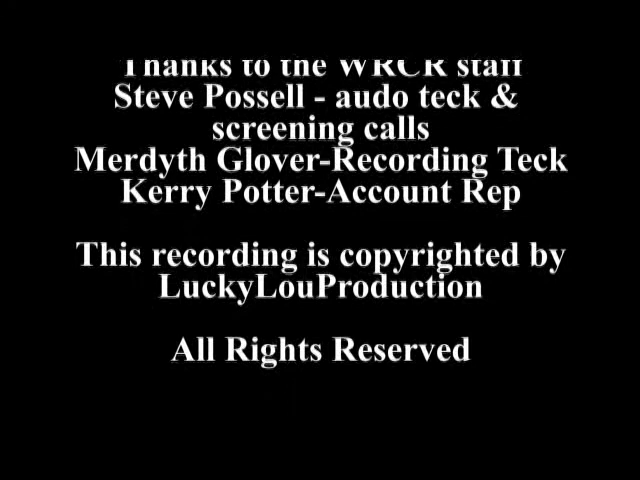 Thanks to the WRCR staff
Steve Possell - audo teck &
screening calls
Merdyth Glover-Recording Teck
Kerry Potter-Account Rep
This recording is copyrighted by
LuckyLouProduction
All Rights Reserved